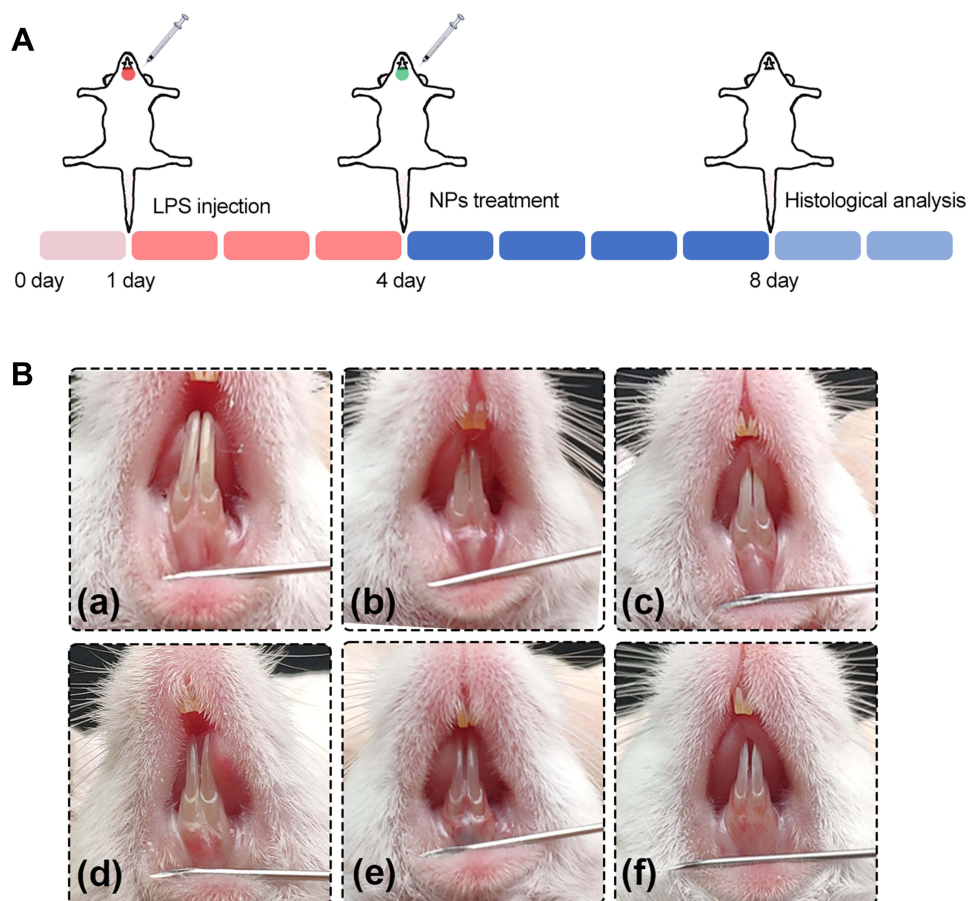 A
LPS injection
NPs treatment
Histological analysis
0 day
1 day
4 day
8 day
B
(a)
(b)
(c)
(d)
(e)
(f)